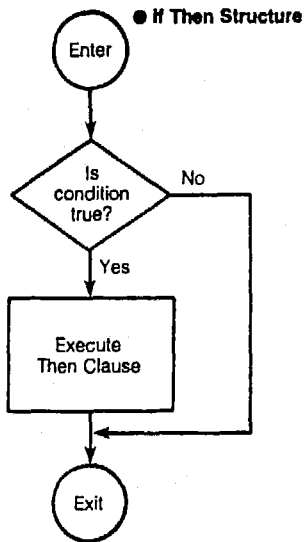 ● If Then Structure
Enter
Is
condition
true?
No
Yes
Execute
Then Clause
Exit